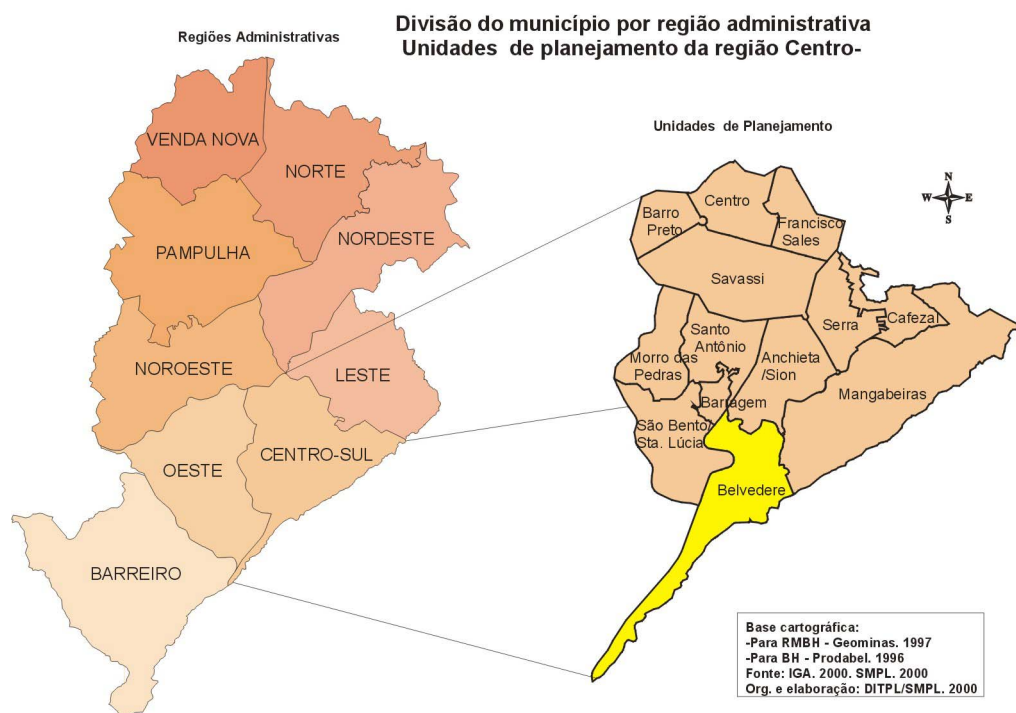 Divisão do município por região administrativa
Unidades de planejamento da região Centro-
Regiões Administrativas
VENDA NOVA
NORTE
NORDESTE
PAMPULHA
NOROESTE
LESTE
OESTE
CENTRO-SUL
BARREIRO
Unidades de Planejamento
N
W
E
S
Centro
Barro
Preto
Francisco
Sales
Savassi
Serra
Cafezal
Santo
Antônio
Morro das
Pedras
Anchieta
/Sion
Mangabeiras
Barragem
São Bento/
Sta. Lúcia
Belvedere
Base cartográfica:
-Para RMBH - Geominas. 1997
-Para BH - Prodabel. 1996
Fonte: IGA. 2000. SMPL. 2000
Org. e elaboração: DITPL/SMPL. 2000